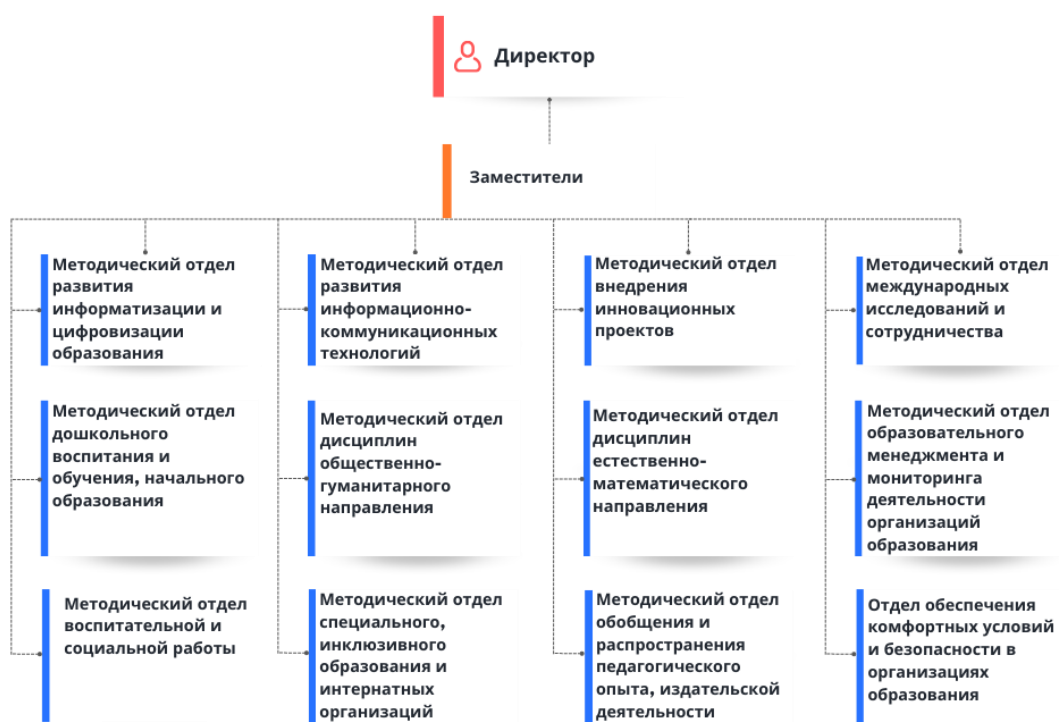 Директор
Заместители
Методический отдел
развития
информатизации и
цифровизации
образования
Методический отдел
развития
информационно-
коммуникационных
технологий
Методический отдел
внедрения
инновационных
проектов
Методический отдел
международных
исследований и
сотрудничества
Методический отдел
дошкольного
воспитания и
обучения, начального
образования
Методический отдел
дисциплин
общественно-
гуманитарного
направления
Методический отдел
дисциплин
естественно-
математического
направления
Методический отдел
образовательного
менеджмента и
мониторинга
деятельности
организаций
образования
Методический отдел
воспитательной и
социальной работы
Методический отдел
специального,
инклюзивного
образования и
интернатных
организаций
Методический отдел
обобщения и
распространения
педагогического
опыта, издательской
деятельности
Отдел обеспечения
комфортных условий
и безопасности в
организациях
образования